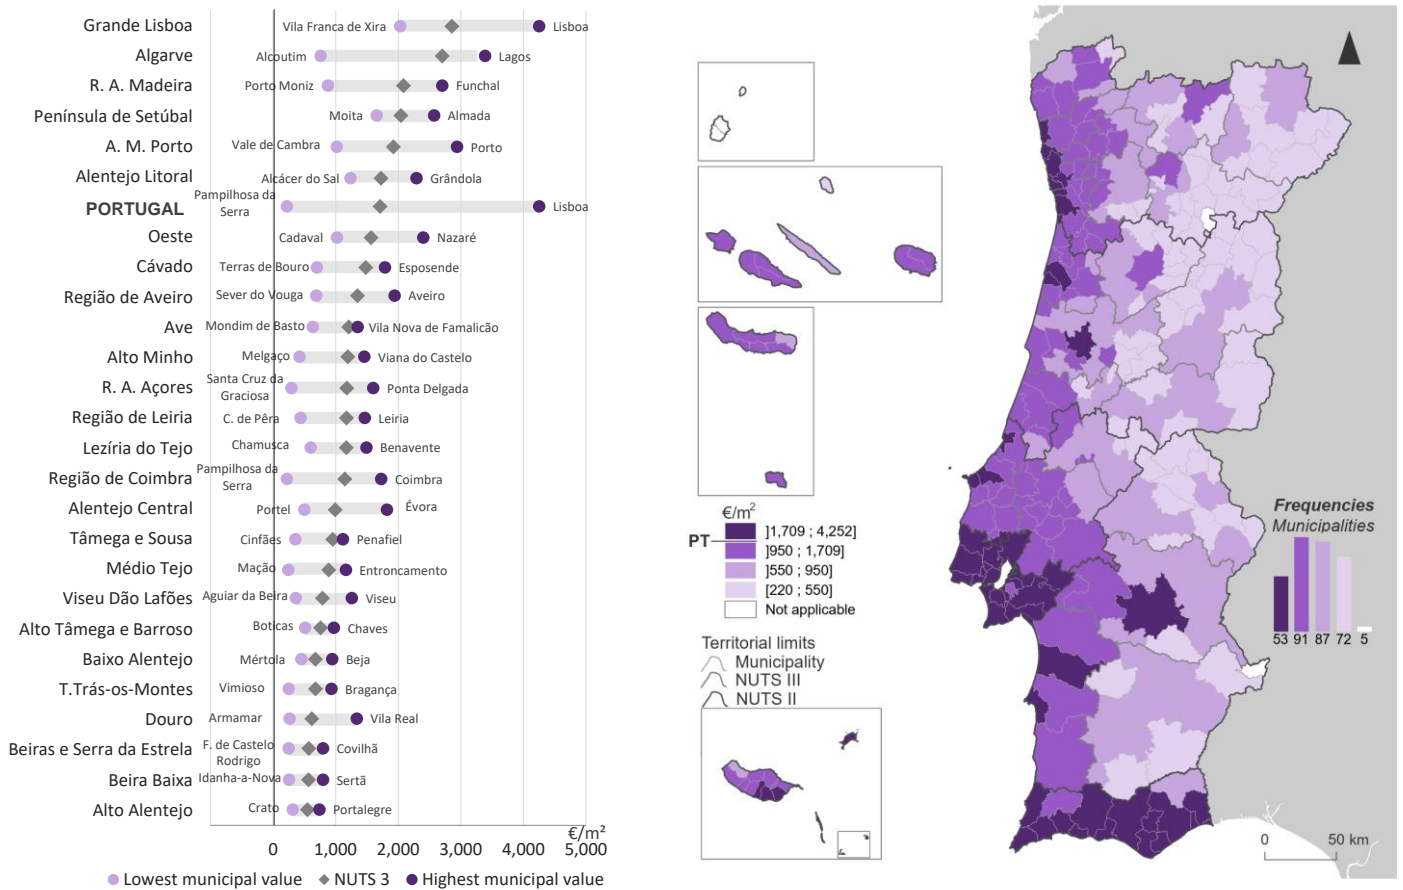 Grande Lisboa Vila Franca de Xira Lisboa
Algarve Alcoutim Lagos
R. A. Madeira Porto Moniz Funchal
Península de Setúbal Moita Almada
A. M. Porto Vale de Cambra Porto
Alentejo Litoral Alcácer do Sal Grândola
PORTUGAL Pampilhosa da
Serra Lisboa
Oeste Cadaval Nazaré
Cávado Terras de Bouro Esposende
Região de Aveiro Sever do Vouga Aveiro
Ave Mondim de Basto Vila Nova de Famalicão
Alto Minho Melgaço Viana do Castelo
R. A. Açores Santa Cruz da
Graciosa Ponta Delgada
Região de Leiria C. de Pêra Leiria
Lezíria do Tejo Chamusca Benavente
Região de Coimbra Pampilhosa da
Serra Coimbra
Alentejo Central Portel Évora
Tâmega e Sousa Cinfães Penafiel
Médio Tejo Mação Entroncamento
Viseu Dão Lafões Aguiar da Beira Viseu
Alto Tâmega e Barroso Boticas Chaves
Baixo Alentejo Mértola Beja
T.Trás-os-Montes Vimioso Bragança
Douro Armamar Vila Real
Beiras e Serra da Estrela F. de Castelo
Rodrigo Covilhã
Beira Baixa Idanha-a-Nova Sertã
Alto Alentejo Crato Portalegre
€/m²
0 1,000 2,000 3,000 4,000 5,000
Lowest municipal value NUTS 3 Highest municipal value
€/m²
PT
]1,709 ; 4,252]
]950 ; 1,709]
]550 ; 950]
[220 ; 550]
Not applicable
Territorial limits
Municipality
NUTS III
NUTS II
Frequencies
Municipalities
53 91 87 72 5
0 50 km